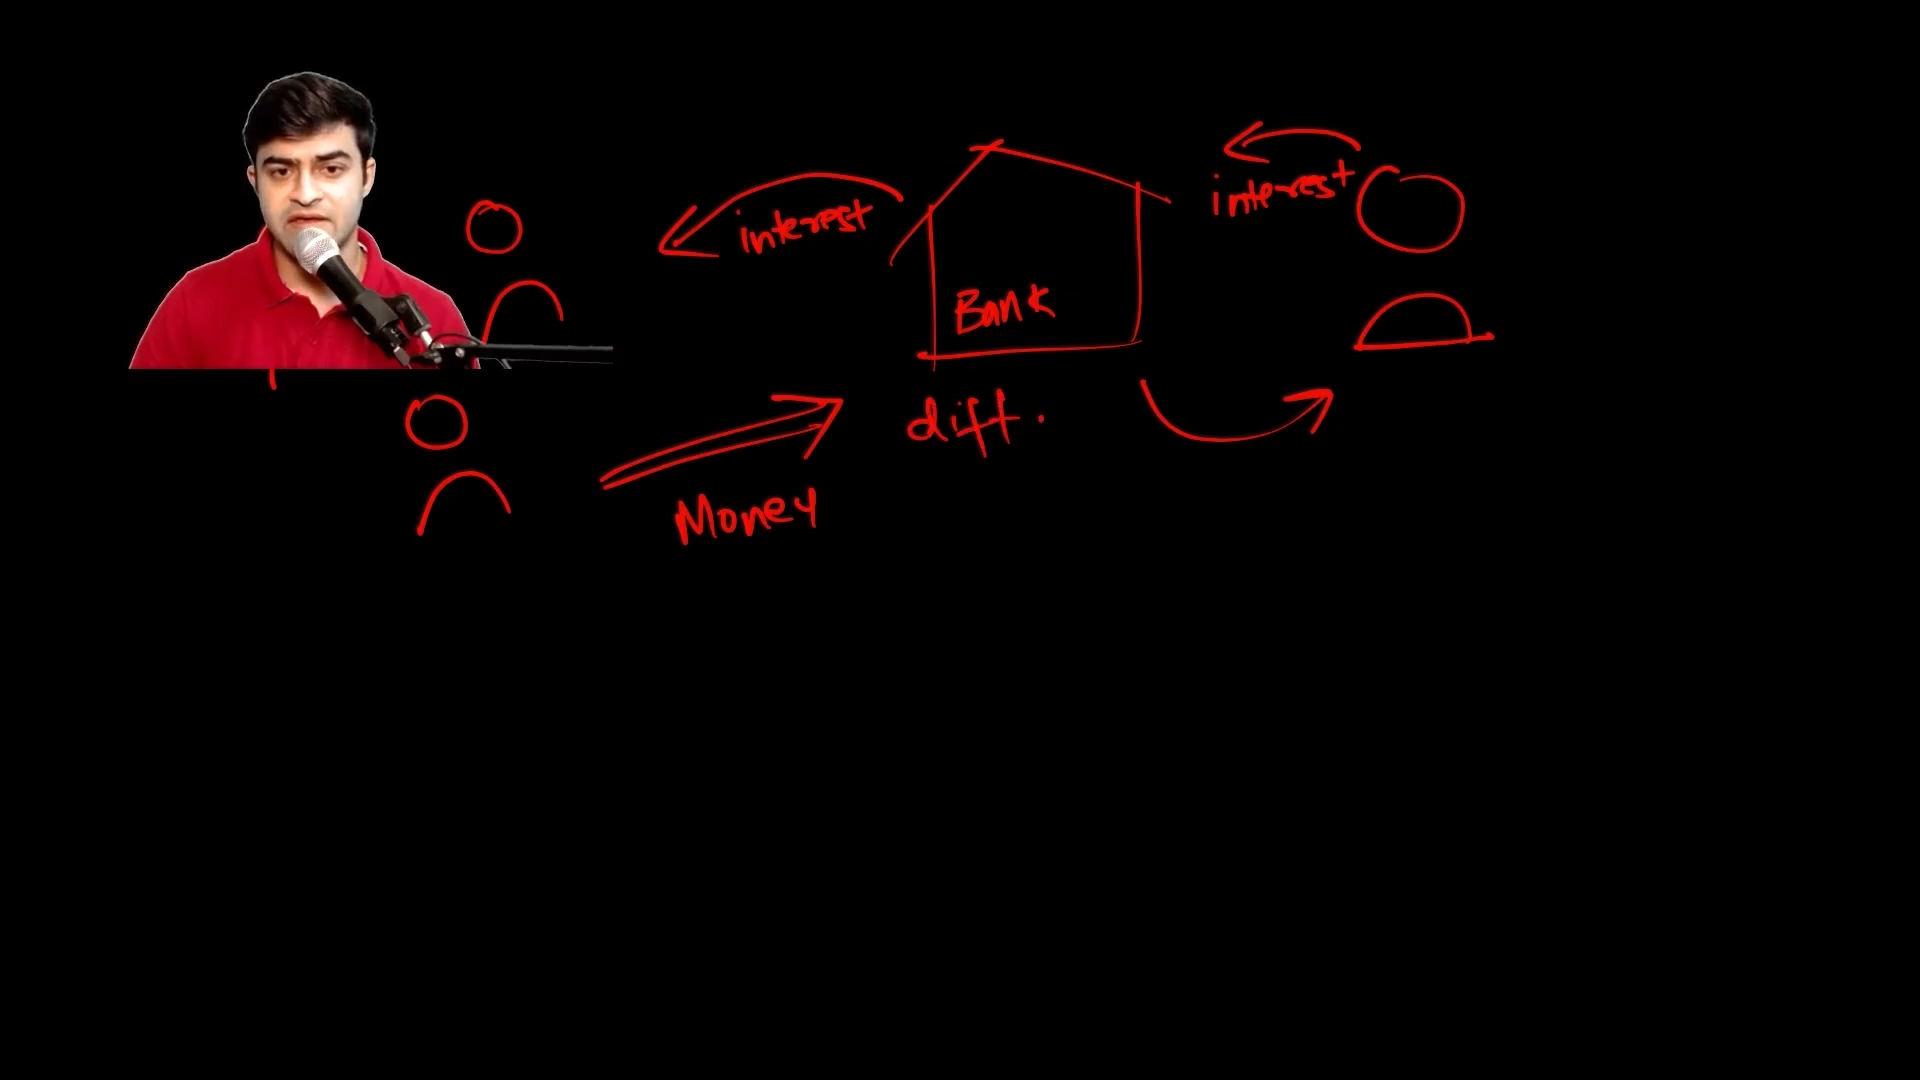 interest
interest
Bank
diff.
Money